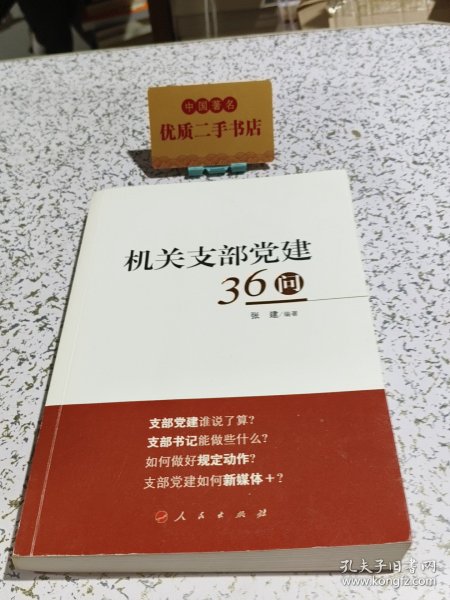 中国著名
优质二手书店
机关支部党建
36问
张 建/编著
支部党建谁说了算?
支部书记能做些什么?
如何做好规定动作?
支部党建如何新媒体+?
人民出版社
孔夫子旧书网
www.kongfz.com